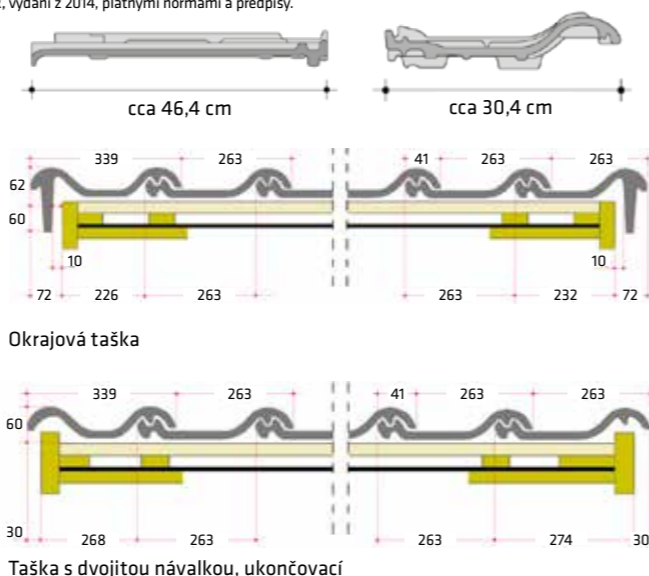 , vydání z 2014, platnými normami a předpisy.
cca 46,4 cm
cca 30,4 cm
339 263 41 263 263
62
60
10 10
72 226 263 263 232 72
Okrajová taška
339 263 41 263 263
60
30 268 263 263 274 30
Taška s dvojitou návalkou, ukončovací